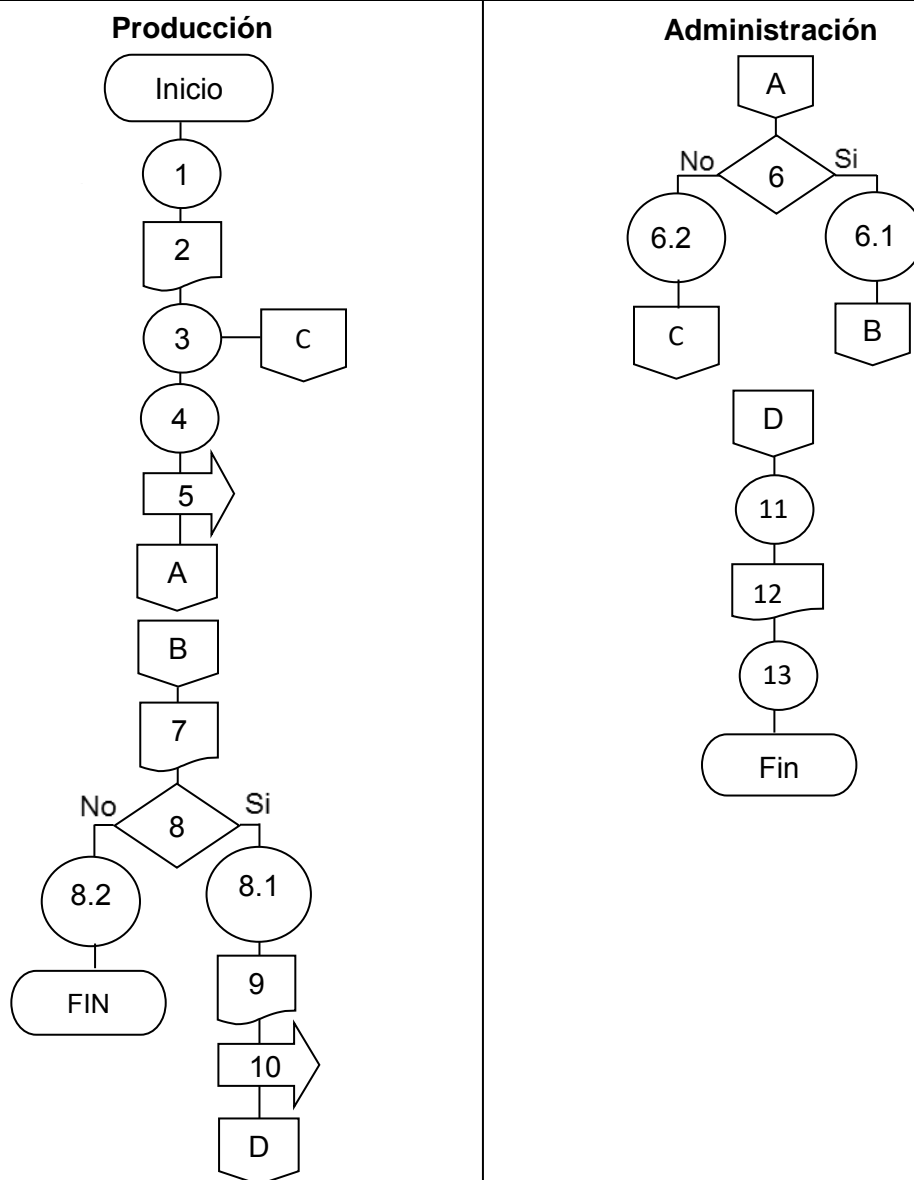 Producción
Inicio
1
2
3
C
4
5
A
B
7
No
Si
8
8.2
8.1
FIN
9
10
D
Administración
A
No
Si
6
6.2
6.1
C
B
D
11
12
13
Fin